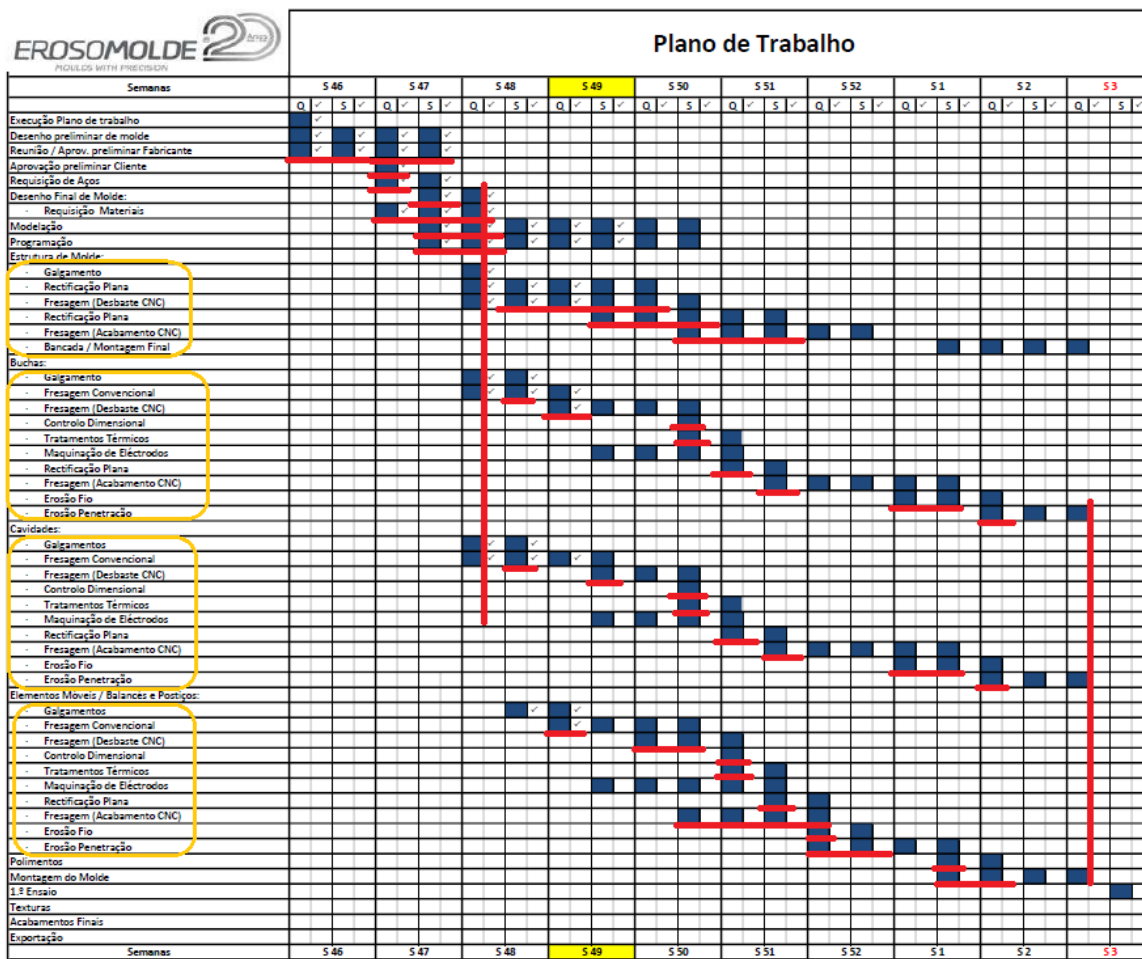 EROSOMOLDE 20 Anos
MOULDS WITH PRECISION
Plano de Trabalho
Semanas S 46 S 47 S 48 S 49 S 50 S 51 S 52 S 1 S 2 S 3
Q ✓ S ✓ Q ✓ S ✓ Q ✓ S ✓ Q ✓ S ✓ Q ✓ S ✓ Q ✓ S ✓ Q ✓ S ✓ Q ✓ S ✓ Q ✓ S ✓ Q ✓ S ✓
Execução Plano de trabalho ✓
Desenho preliminar de molde ✓ ✓ ✓ ✓
Reunião / Aprov. preliminar Fabricante ✓ ✓ ✓ ✓
Aprovação preliminar Cliente
Requisição de Aços ✓ ✓
Desenho Final de Molde: ✓ ✓
- Requisição Materiais ✓ ✓ ✓
Modelação ✓ ✓ ✓ ✓ ✓
Programação ✓ ✓ ✓ ✓ ✓
Estrutura de Molde:
- Galgamento ✓
- Rectificação Plana ✓ ✓ ✓
- Fresagem (Desbaste CNC) ✓ ✓ ✓
- Rectificação Plana
- Fresagem (Acabamento CNC)
- Bancada / Montagem Final
Buchas:
- Galgamento ✓ ✓
- Fresagem Convencional ✓ ✓ ✓
- Fresagem (Desbaste CNC) ✓
- Controlo Dimensional
- Tratamentos Térmicos
- Maquinação de Eléctrodos
- Rectificação Plana
- Fresagem (Acabamento CNC)
- Erosão Fio
- Erosão Penetração
Cavidades:
- Galgamentos ✓ ✓
- Fresagem Convencional ✓ ✓ ✓
- Fresagem (Desbaste CNC)
- Controlo Dimensional
- Tratamentos Térmicos
- Maquinação de Eléctrodos
- Rectificação Plana
- Fresagem (Acabamento CNC)
- Erosão Fio
- Erosão Penetração
Elementos Móveis / Balancés e Postiços:
- Galgamentos ✓ ✓
- Fresagem Convencional ✓
- Fresagem (Desbaste CNC)
- Controlo Dimensional
- Tratamentos Térmicos
- Maquinação de Eléctrodos
- Rectificação Plana
- Fresagem (Acabamento CNC)
- Erosão Fio
- Erosão Penetração
Polimentos
Montagem do Molde
1.º Ensaio
Texturas
Acabamentos Finais
Exportação
Semanas S 46 S 47 S 48 S 49 S 50 S 51 S 52 S 1 S 2 S 3